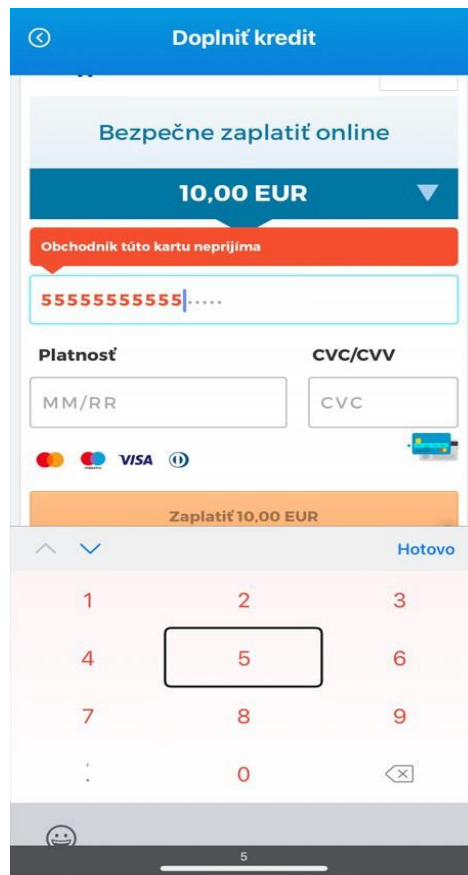 Doplniť kredit
Bezpečne zaplatiť online
10,00 EUR
Obchodník túto kartu neprijíma
55555555555.....
Platnosť CVC/CVV
MM/RR CVC
VISA
Zaplatiť 10,00 EUR
Hotovo
1 2 3
4 5 6
7 8 9
0
5